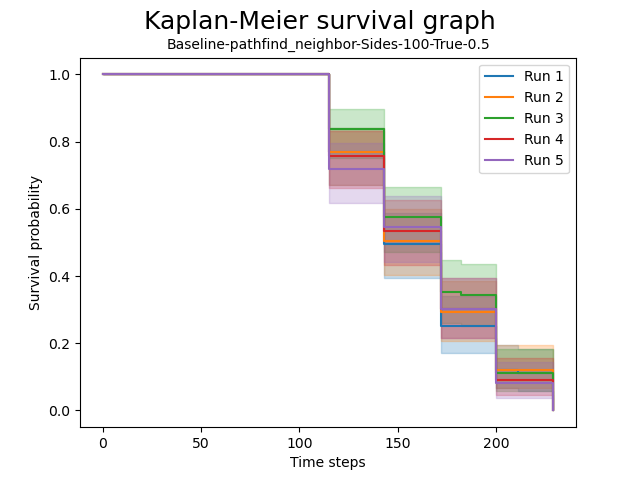 Kaplan-Meier survival graph
Baseline-pathfind_neighbor-Sides-100-True-0.5
Run 1
Run 2
Run 3
Run 4
Run 5
Survival probability
1.0
0.8
0.6
0.4
0.2
0.0
0 50 100 150 200
Time steps